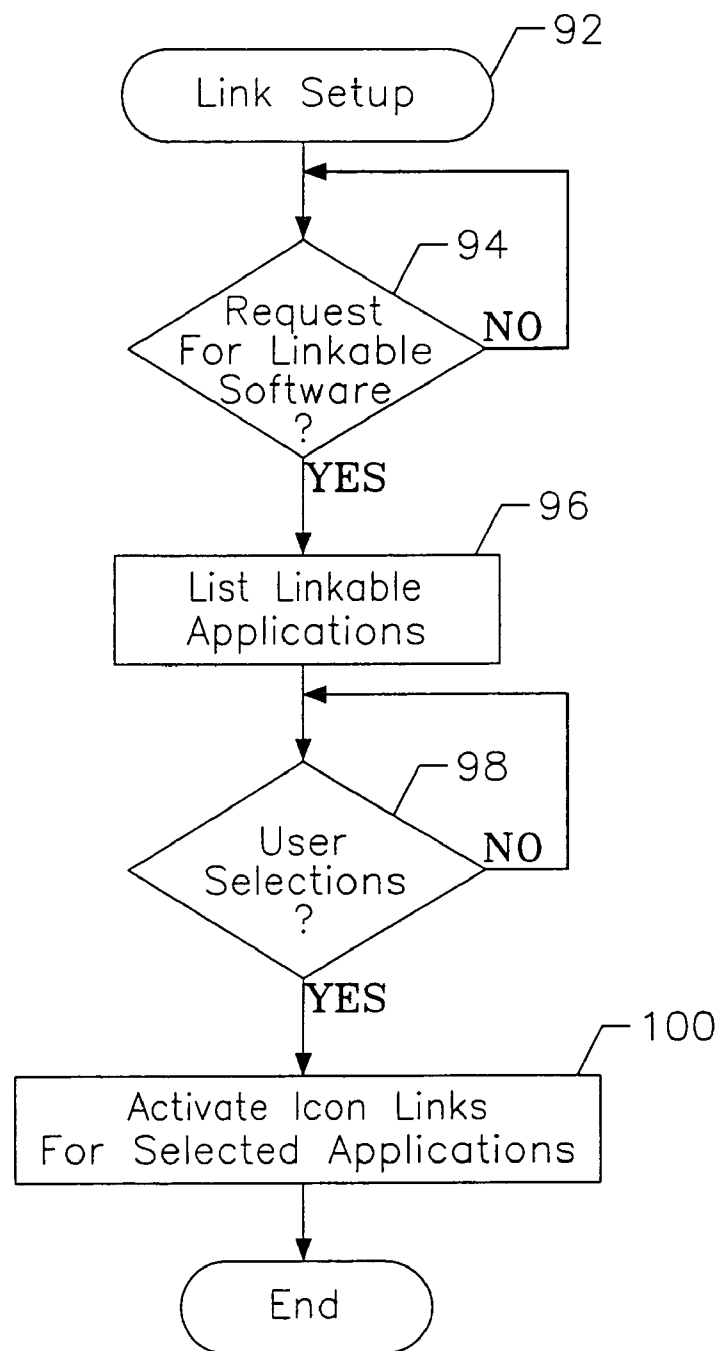 92
Link Setup
94
Request
For Linkable
Software
?
NO
YES
96
List Linkable
Applications
98
User
Selections
?
NO
YES
100
Activate Icon Links
For Selected Applications
End